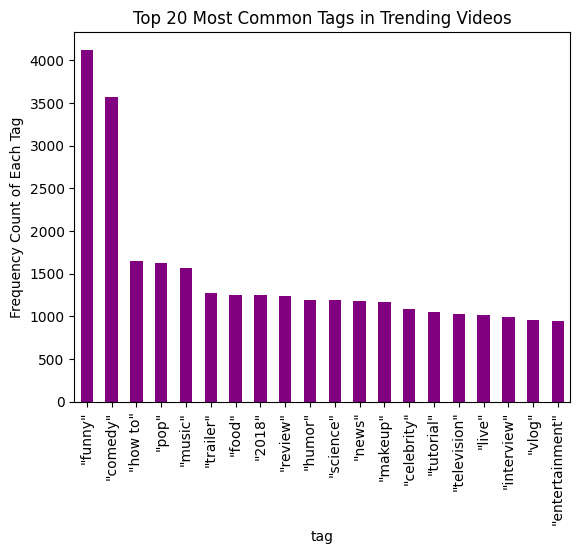 Top 20 Most Common Tags in Trending Videos
Frequency Count of Each Tag
4000
3500
3000
2500
2000
1500
1000
500
0
"funny"
"comedy"
"how to"
"pop"
"music"
"trailer"
"food"
"2018"
"review"
"humor"
"science"
"news"
"makeup"
"celebrity"
"tutorial"
"television"
"live"
"interview"
"vlog"
"entertainment"
tag